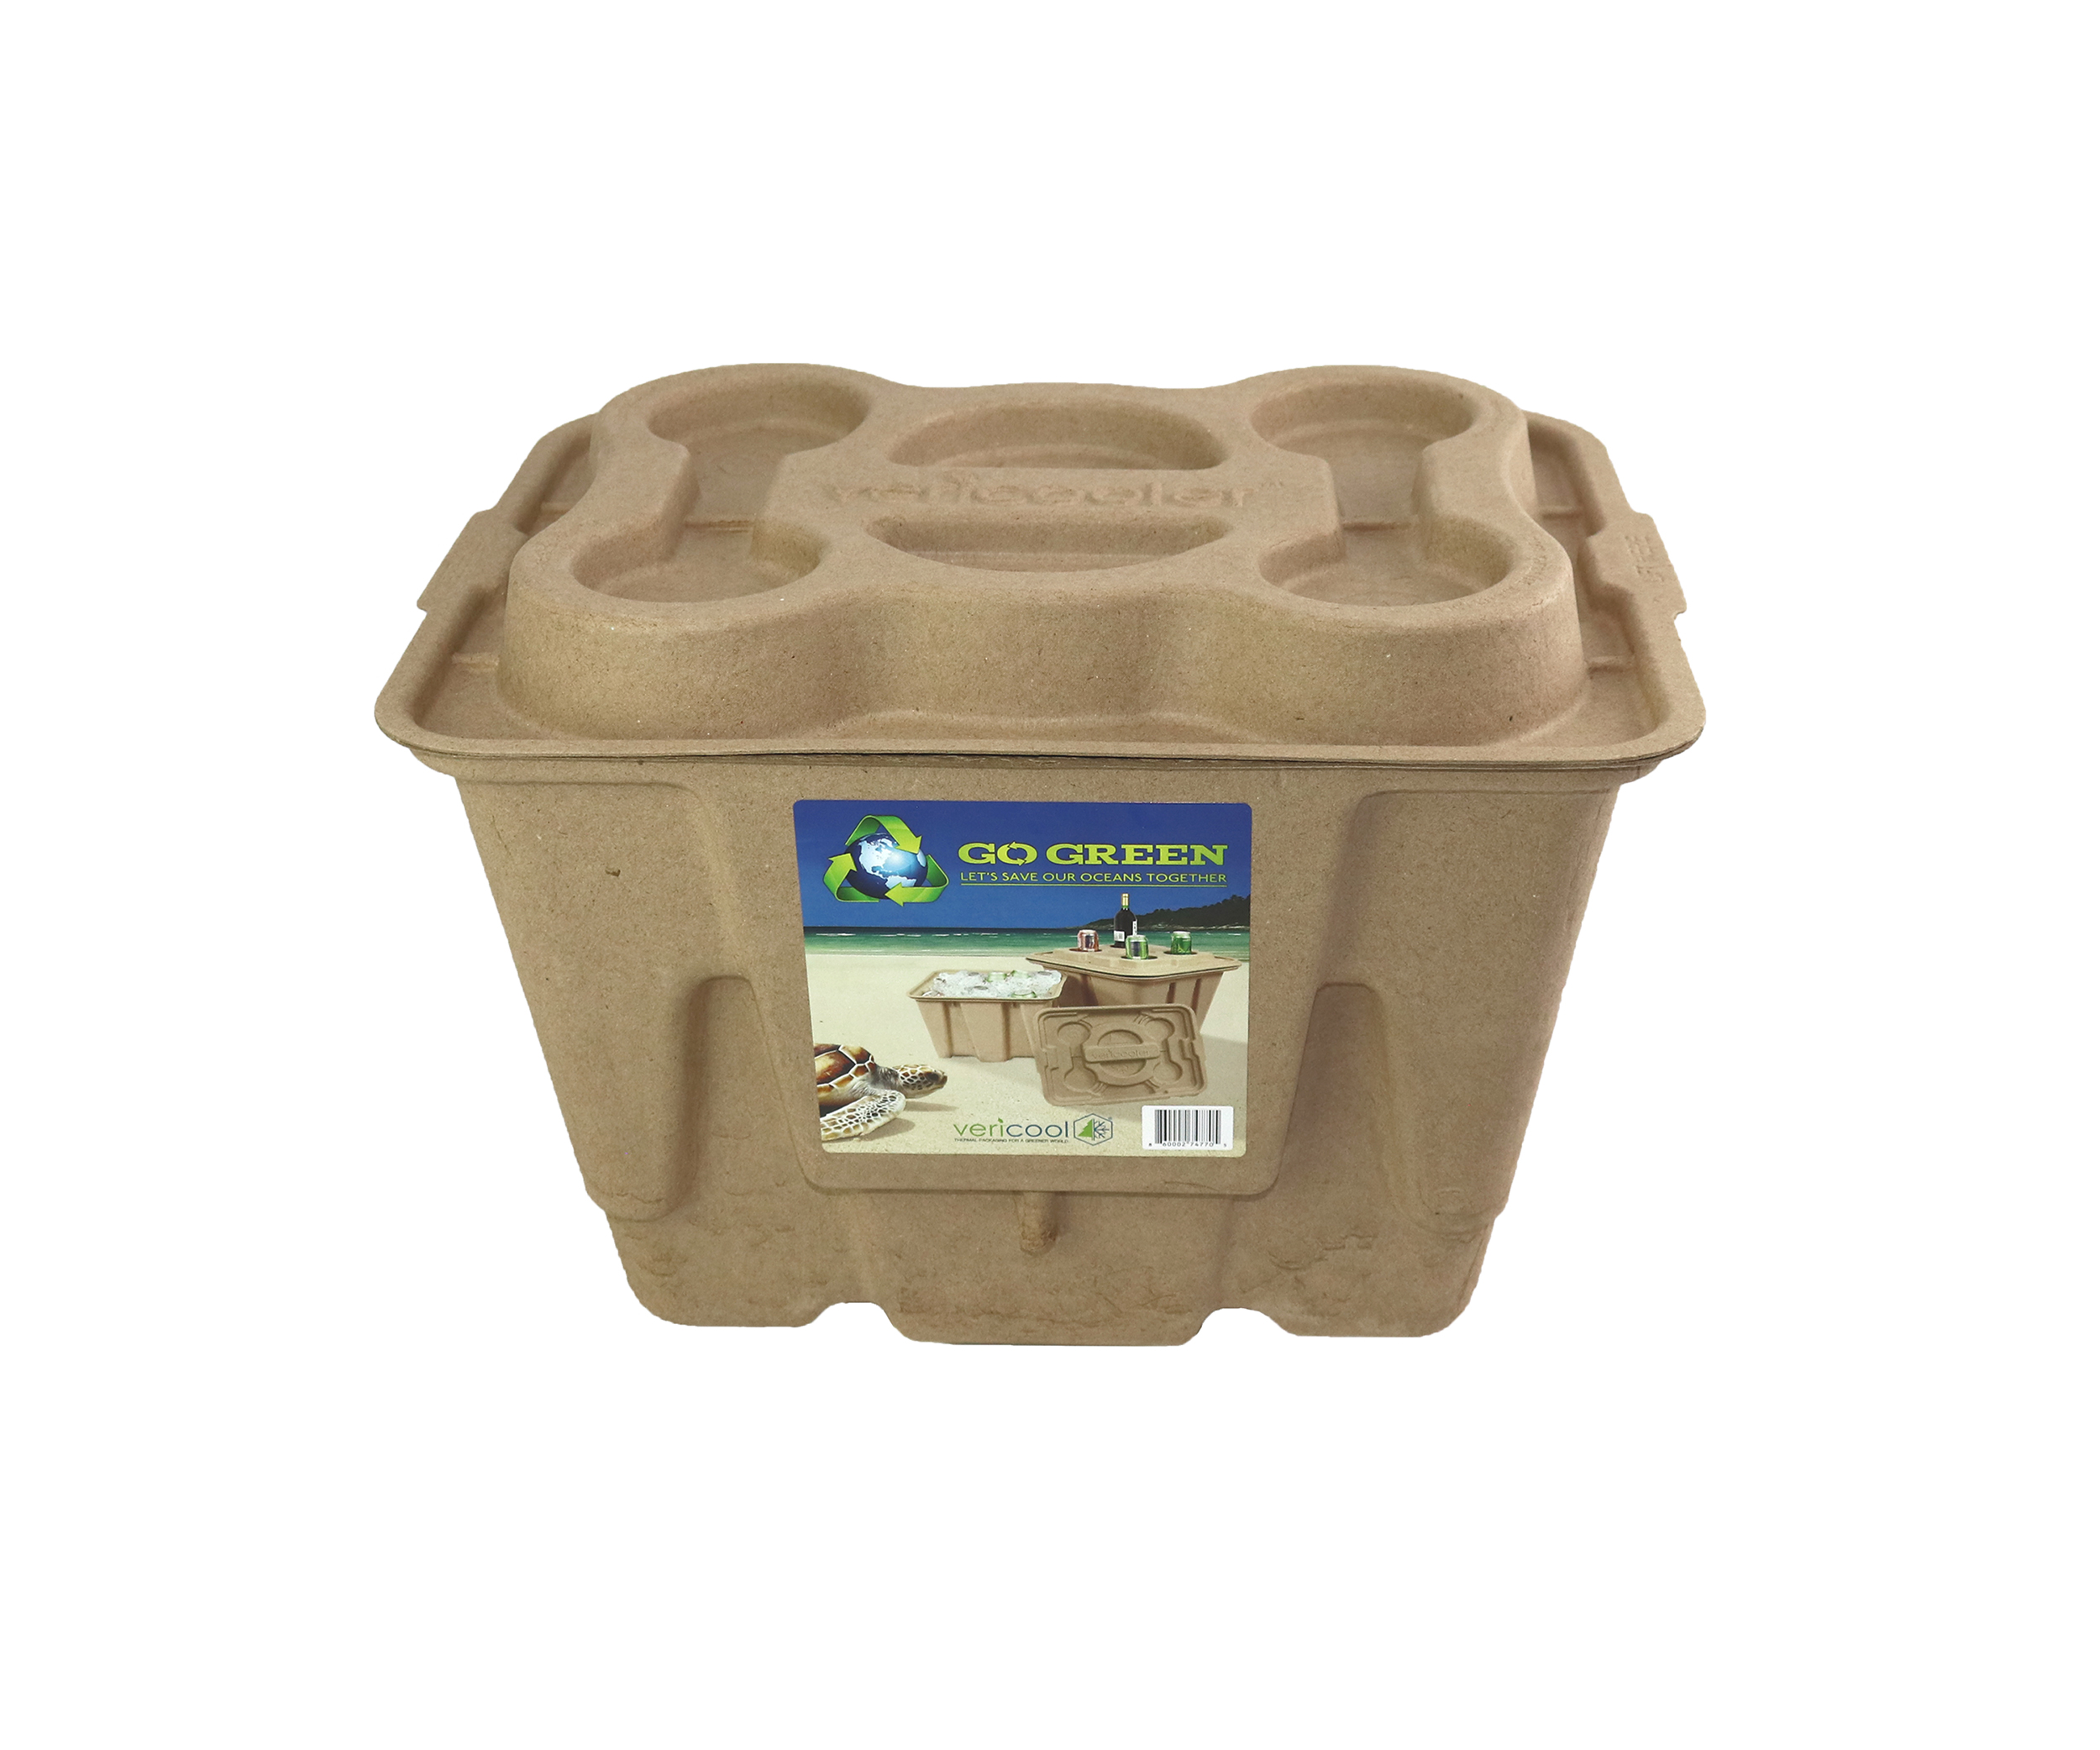 vericooler
GO GREEN
LET'S SAVE OUR OCEANS TOGETHER
vericool
THERMAL PACKAGING FOR A GREENER WORLD.
8 60002 74770 5